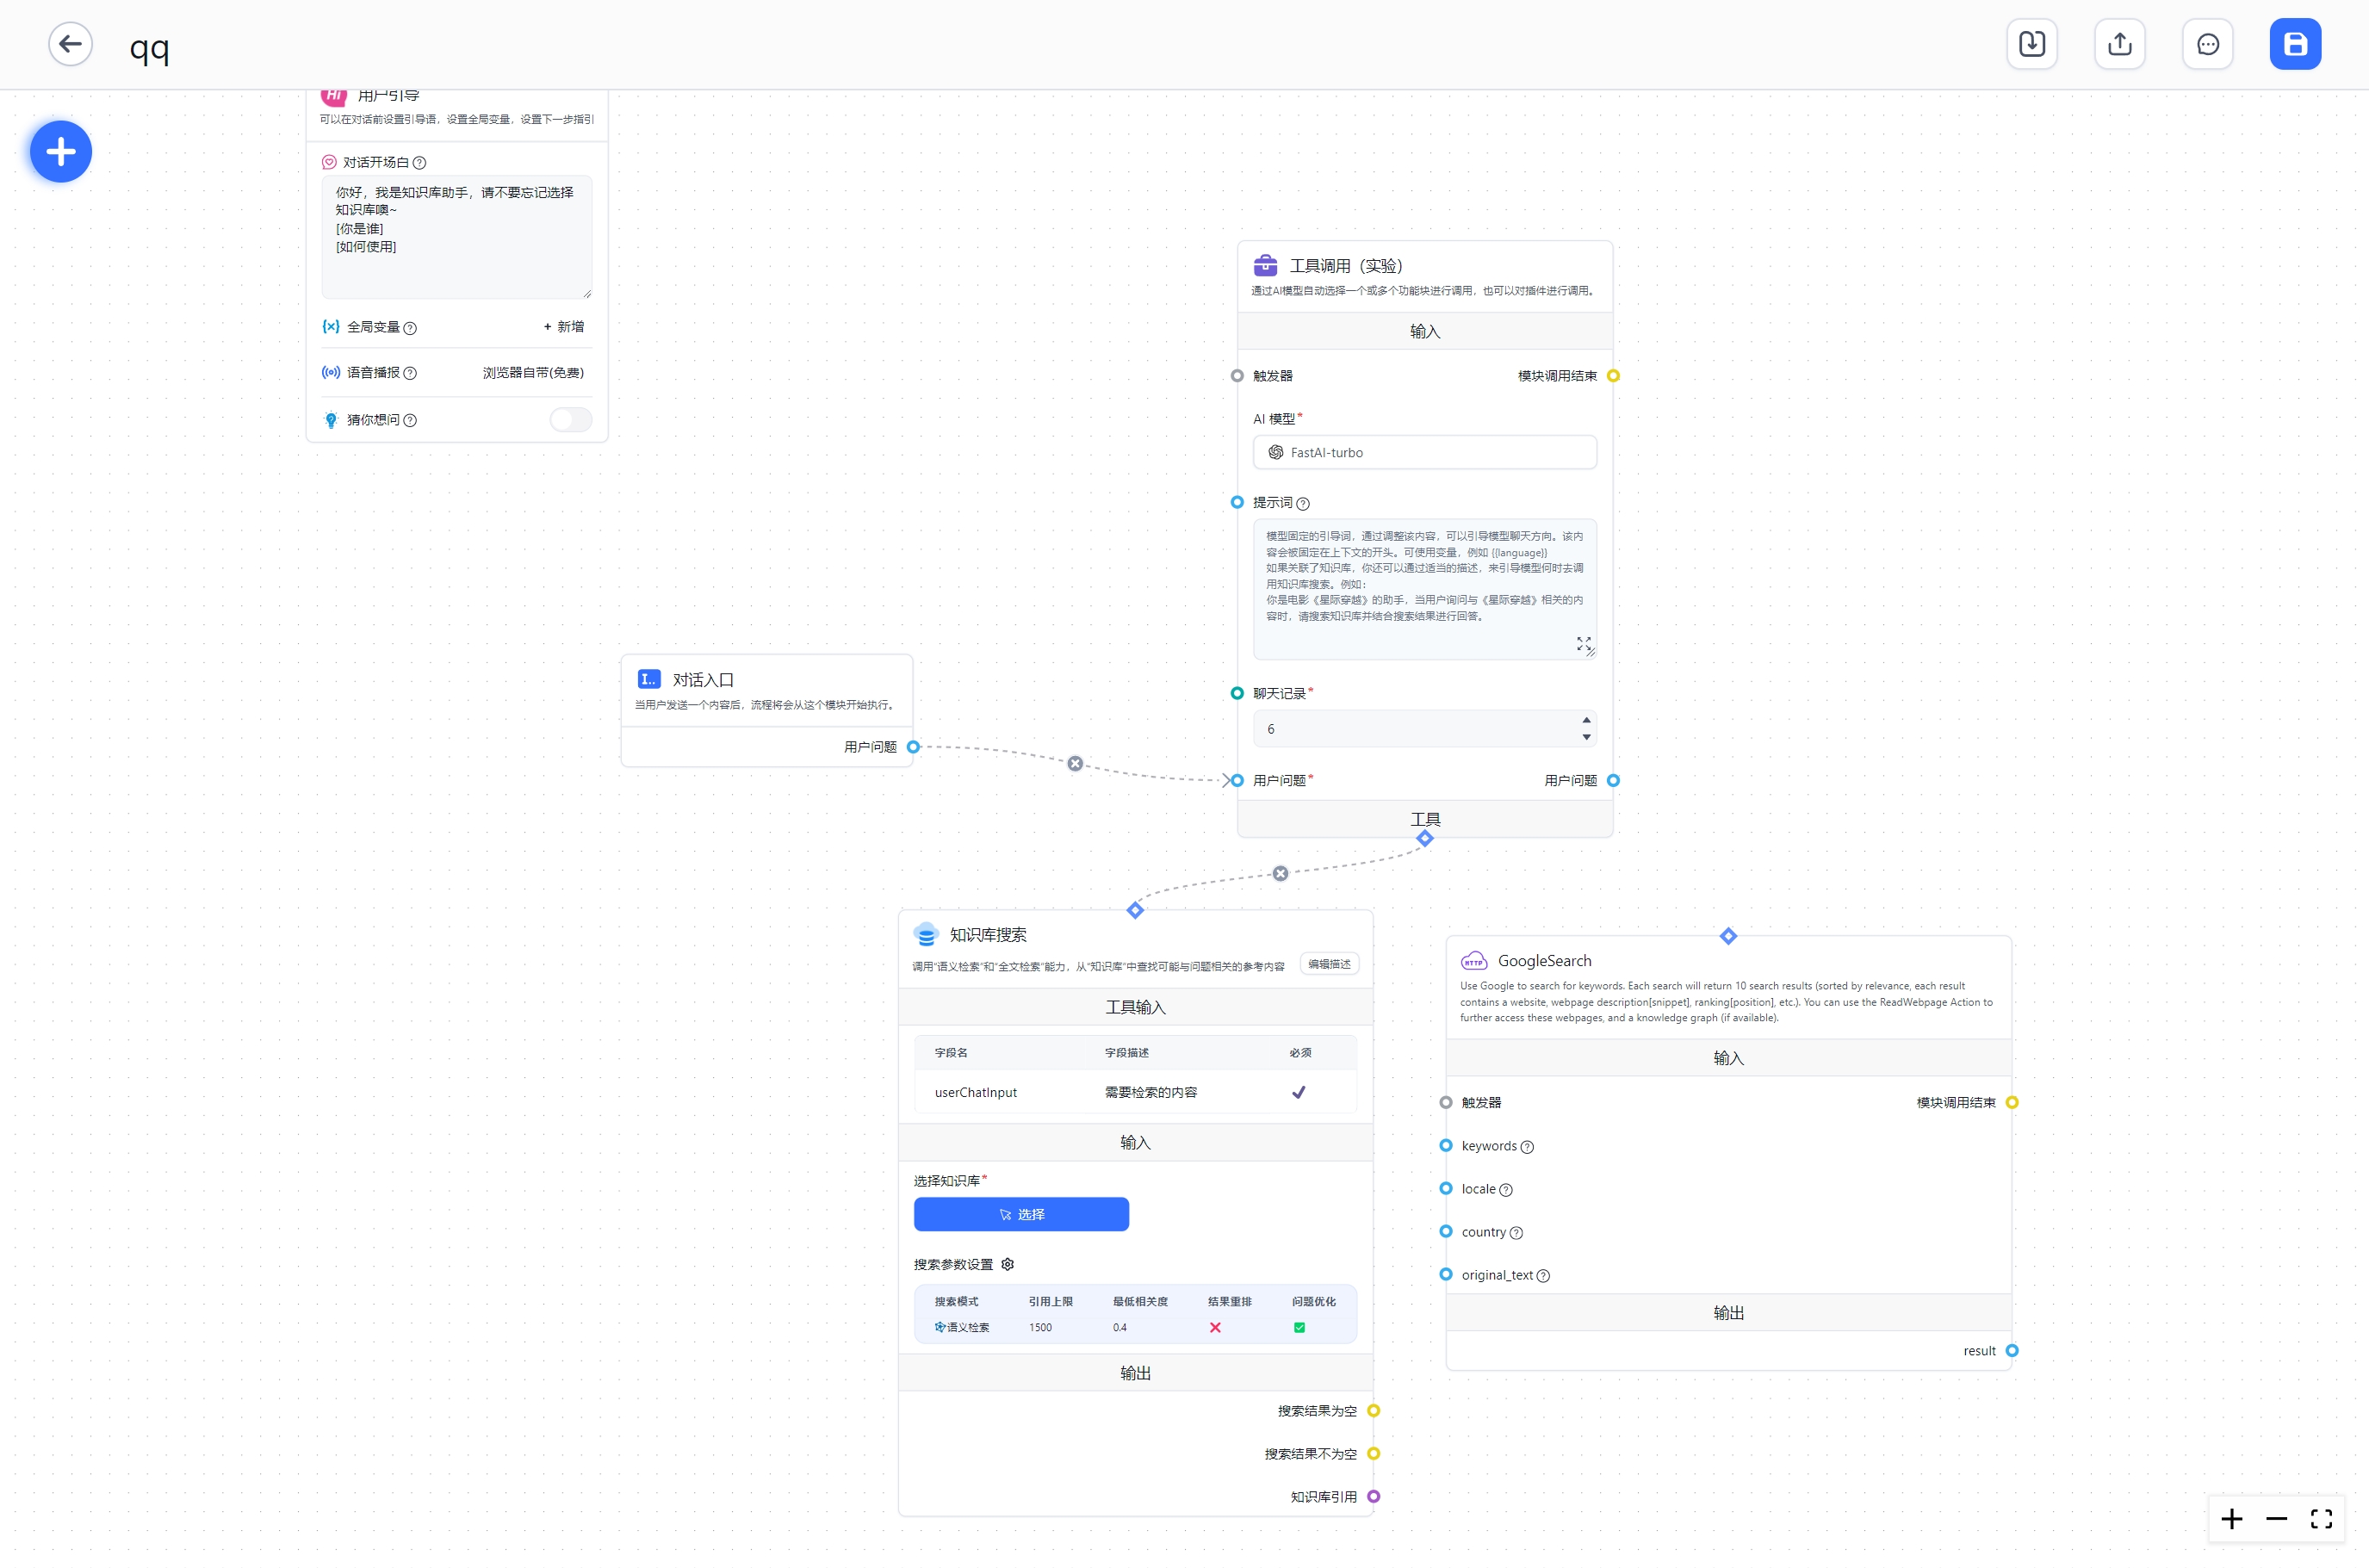 qq
Hi 用户引导
可以在对话前设置引导语，设置全局变量，设置下一步指引
对话开场白
你好，我是知识库助手，请不要忘记选择
知识库噢~
[你是谁]
[如何使用]
全局变量
+ 新增
语音播报
浏览器自带(免费)
猜你想问
工具调用（实验）
通过AI模型自动选择一个或多个功能块进行调用，也可以对插件进行调用。
输入
触发器
模块调用结束
AI 模型*
FastAI-turbo
提示词
模型固定的引导词，通过调整该内容，可以引导模型聊天方向。该内
容会被固定在上下文的开头。可使用变量，例如 {{language}}
如果关联了知识库，你还可以通过适当的描述，来引导模型何时去调
用知识库搜索。例如：
你是电影《星际穿越》的助手，当用户询问与《星际穿越》相关的内
容时，请搜索知识库并结合搜索结果进行回答。
聊天记录*
6
用户问题*
用户问题
工具
I.. 对话入口
当用户发送一个内容后，流程将会从这个模块开始执行。
用户问题
知识库搜索
调用“语义检索”和“全文检索”能力，从“知识库”中查找可能与问题相关的参考内容
编辑描述
工具输入
字段名 字段描述 必须
userChatInput 需要检索的内容
输入
选择知识库*
选择
搜索参数设置
搜索模式 引用上限 最低相关度 结果重排 问题优化
语义检索 1500 0.4
输出
搜索结果为空
搜索结果不为空
知识库引用
HTTP GoogleSearch
Use Google to search for keywords. Each search will return 10 search results (sorted by relevance, each result
contains a website, webpage description[snippet], ranking[position], etc.). You can use the ReadWebpage Action to
further access these webpages, and a knowledge graph (if available).
输入
触发器
模块调用结束
keywords
locale
country
original_text
输出
result